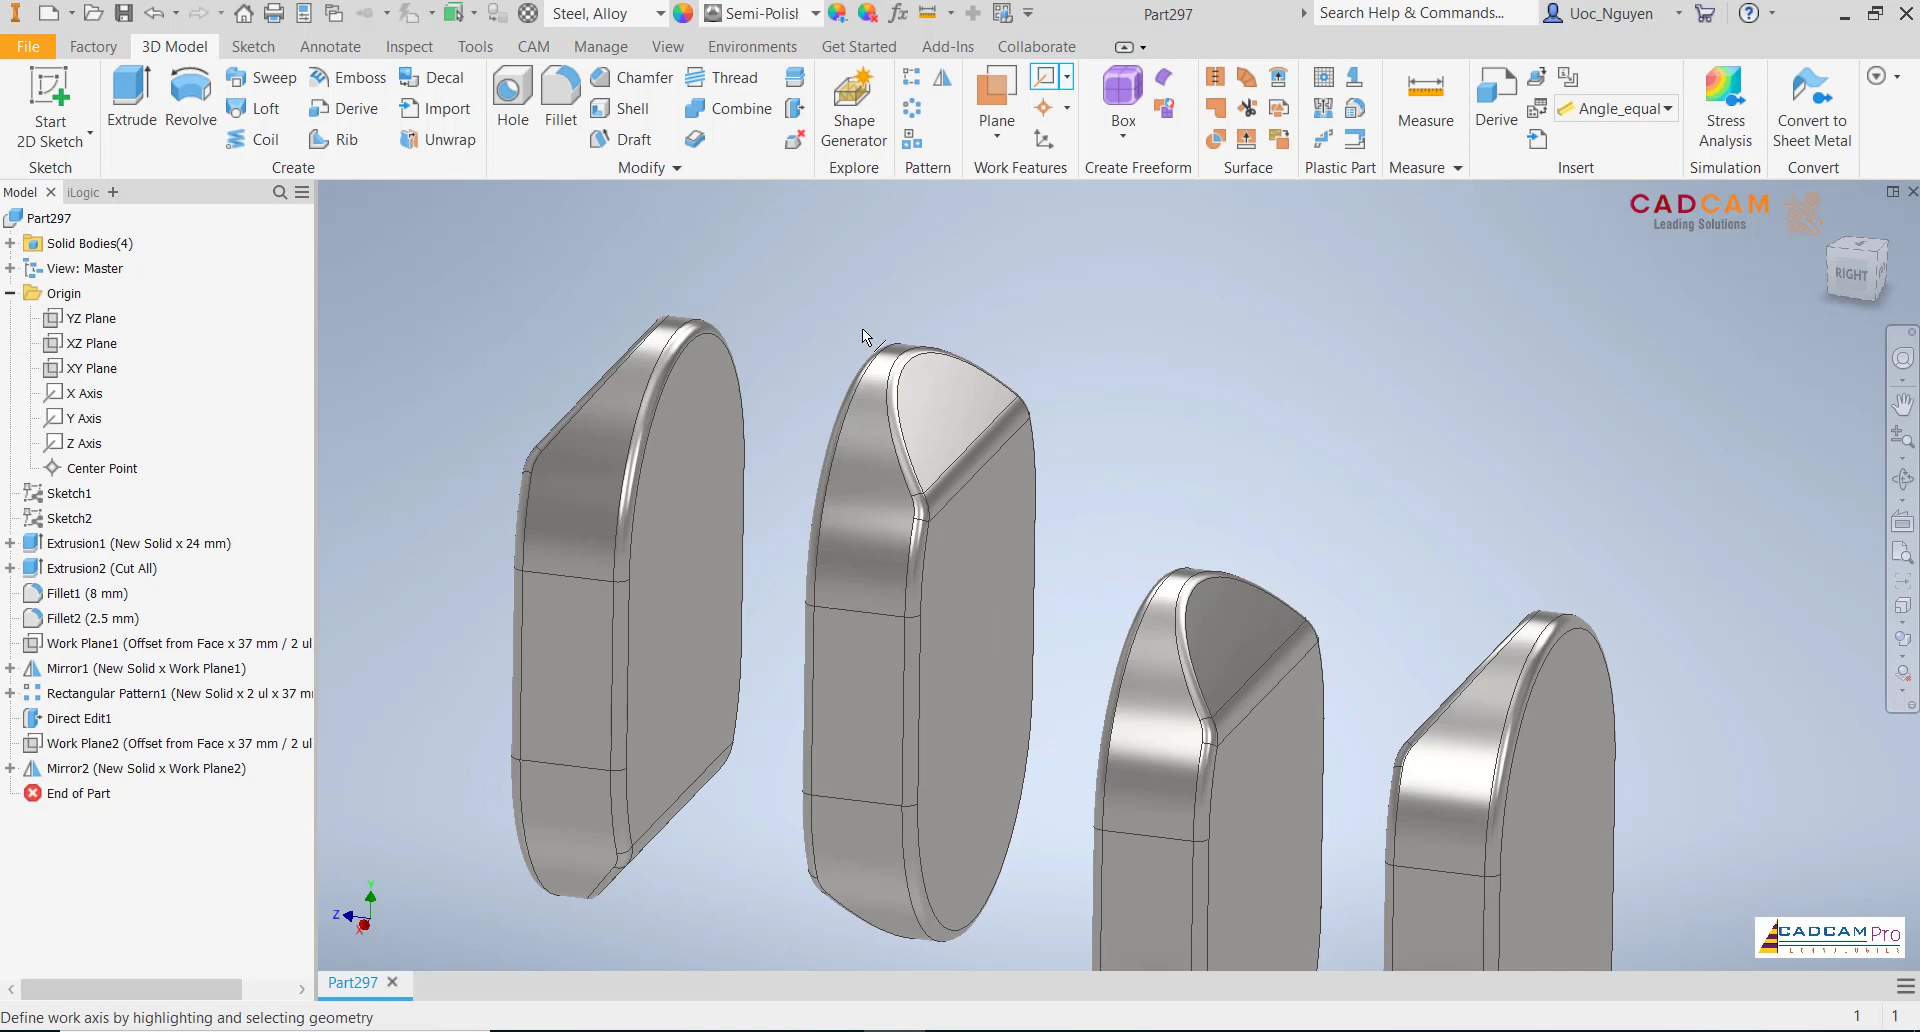 Steel, Alloy
Semi-Polisl
fx
Part297
Search Help & Commands...
Uoc_Nguyen
File
Factory
3D Model
Sketch
Annotate
Inspect
Tools
CAM
Manage
View
Environments
Get Started
Add-Ins
Collaborate
Start
2D Sketch
Extrude
Revolve
Sweep
Loft
Coil
Emboss
Derive
Rib
Decal
Import
Unwrap
Hole
Fillet
Chamfer
Shell
Draft
Thread
Combine
Shape
Generator
Plane
Box
Measure
Derive
Angle_equal
Stress
Analysis
Convert to
Sheet Metal
Sketch
Create
Modify
Explore
Pattern
Work Features
Create Freeform
Surface
Plastic Part
Measure
Insert
Simulation
Convert
Model
iLogic
Part297
Solid Bodies(4)
View: Master
Origin
YZ Plane
XZ Plane
XY Plane
X Axis
Y Axis
Z Axis
Center Point
Sketch1
Sketch2
Extrusion1 (New Solid x 24 mm)
Extrusion2 (Cut All)
Fillet1 (8 mm)
Fillet2 (2.5 mm)
Work Plane1 (Offset from Face x 37 mm / 2 ul
Mirror1 (New Solid x Work Plane1)
Rectangular Pattern1 (New Solid x 2 ul x 37 m
Direct Edit1
Work Plane2 (Offset from Face x 37 mm / 2 ul
Mirror2 (New Solid x Work Plane2)
End of Part
CADCAM
Leading Solutions
RIGHT
Y
Z
X
CADCAM Pro
Part297
Define work axis by highlighting and selecting geometry
1
1